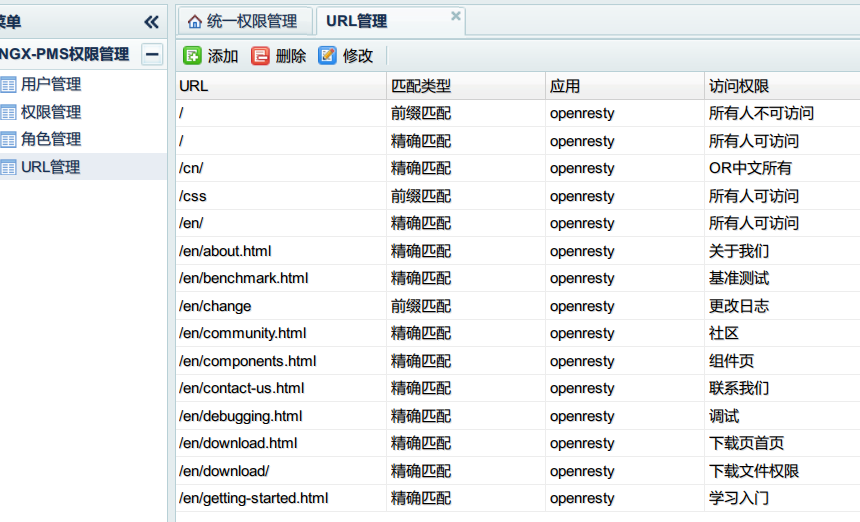 菜单
统一权限管理 URL管理
NGX-PMS权限管理
添加 删除 修改
用户管理
权限管理
角色管理
URL管理
URL 匹配类型 应用 访问权限
/ 前缀匹配 openresty 所有人不可访问
/ 精确匹配 openresty 所有人可访问
/cn/ 精确匹配 openresty OR中文所有
/css 前缀匹配 openresty 所有人可访问
/en/ 精确匹配 openresty 所有人可访问
/en/about.html 精确匹配 openresty 关于我们
/en/benchmark.html 精确匹配 openresty 基准测试
/en/change 前缀匹配 openresty 更改日志
/en/community.html 精确匹配 openresty 社区
/en/components.html 精确匹配 openresty 组件页
/en/contact-us.html 精确匹配 openresty 联系我们
/en/debugging.html 精确匹配 openresty 调试
/en/download.html 精确匹配 openresty 下载页首页
/en/download/ 精确匹配 openresty 下载文件权限
/en/getting-started.html 精确匹配 openresty 学习入门